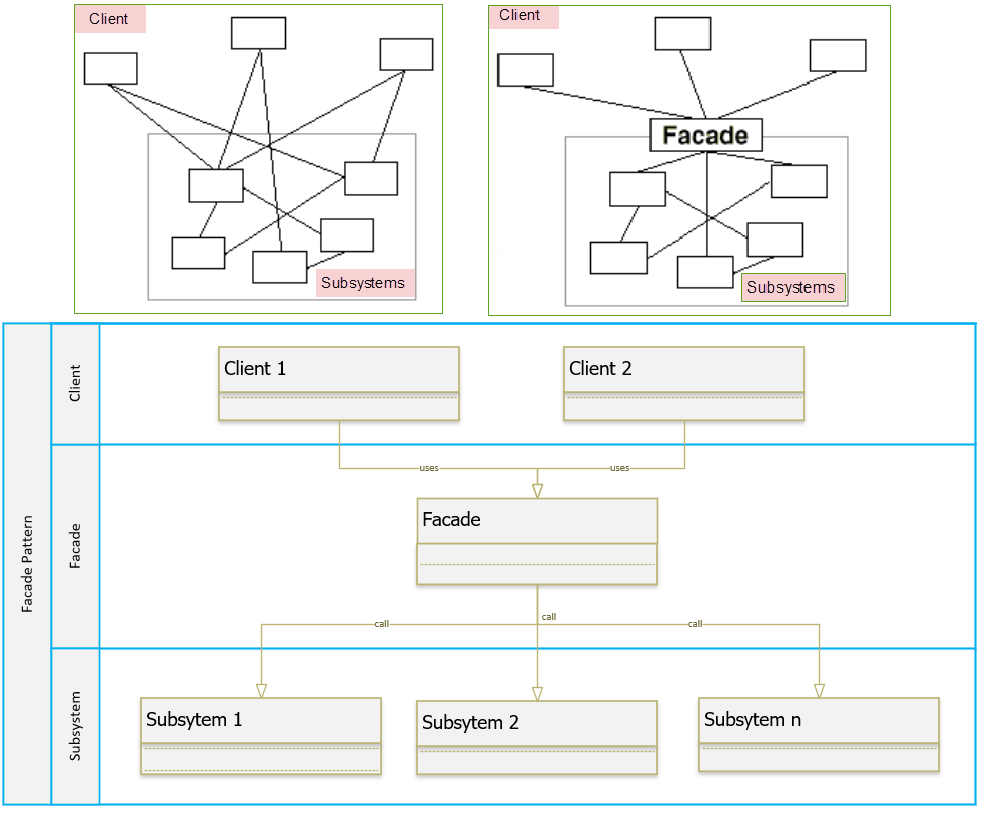 Client
Subsystems
Client
Facade
Subsystems
Facade Pattern
Client
Client 1
Client 2
uses
uses
Facade
Facade
call
call
call
Subsystem
Subsytem 1
Subsytem 2
Subsytem n